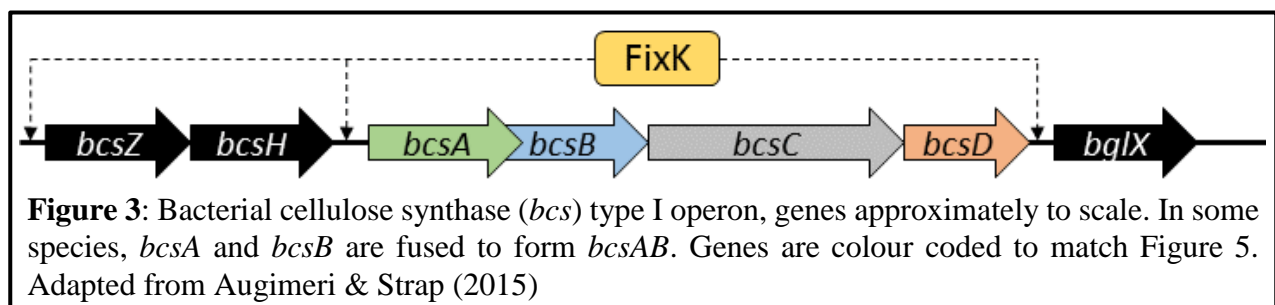 FixK
bcsZ bcsH bcsA bcsB bcsC bcsD bglX
Figure 3: Bacterial cellulose synthase (bcs) type I operon, genes approximately to scale. In some
species, bcsA and bcsB are fused to form bcsAB. Genes are colour coded to match Figure 5.
Adapted from Augimeri & Strap (2015)